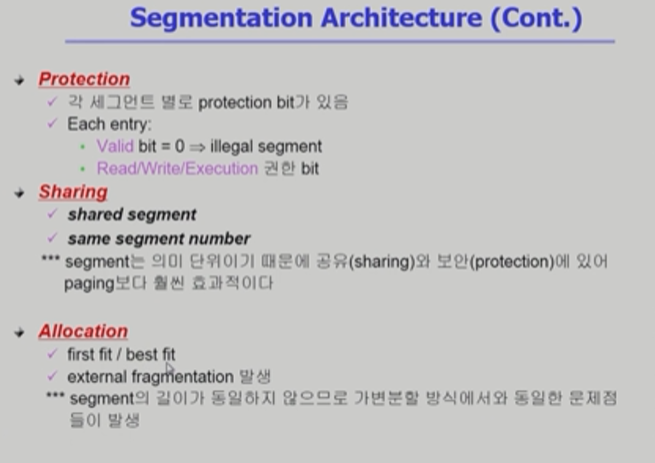 Segmentation Architecture (Cont.)
Protection
각 세그먼트 별로 protection bit가 있음
Each entry:
Valid bit = 0 ⇒ illegal segment
Read/Write/Execution 권한 bit
Sharing
shared segment
same segment number
*** segment는 의미 단위이기 때문에 공유(sharing)와 보안(protection)에 있어
paging보다 훨씬 효과적이다
Allocation
first fit / best fit
external fragmentation 발생
*** segment의 길이가 동일하지 않으므로 가변분할 방식에서와 동일한 문제점
들이 발생